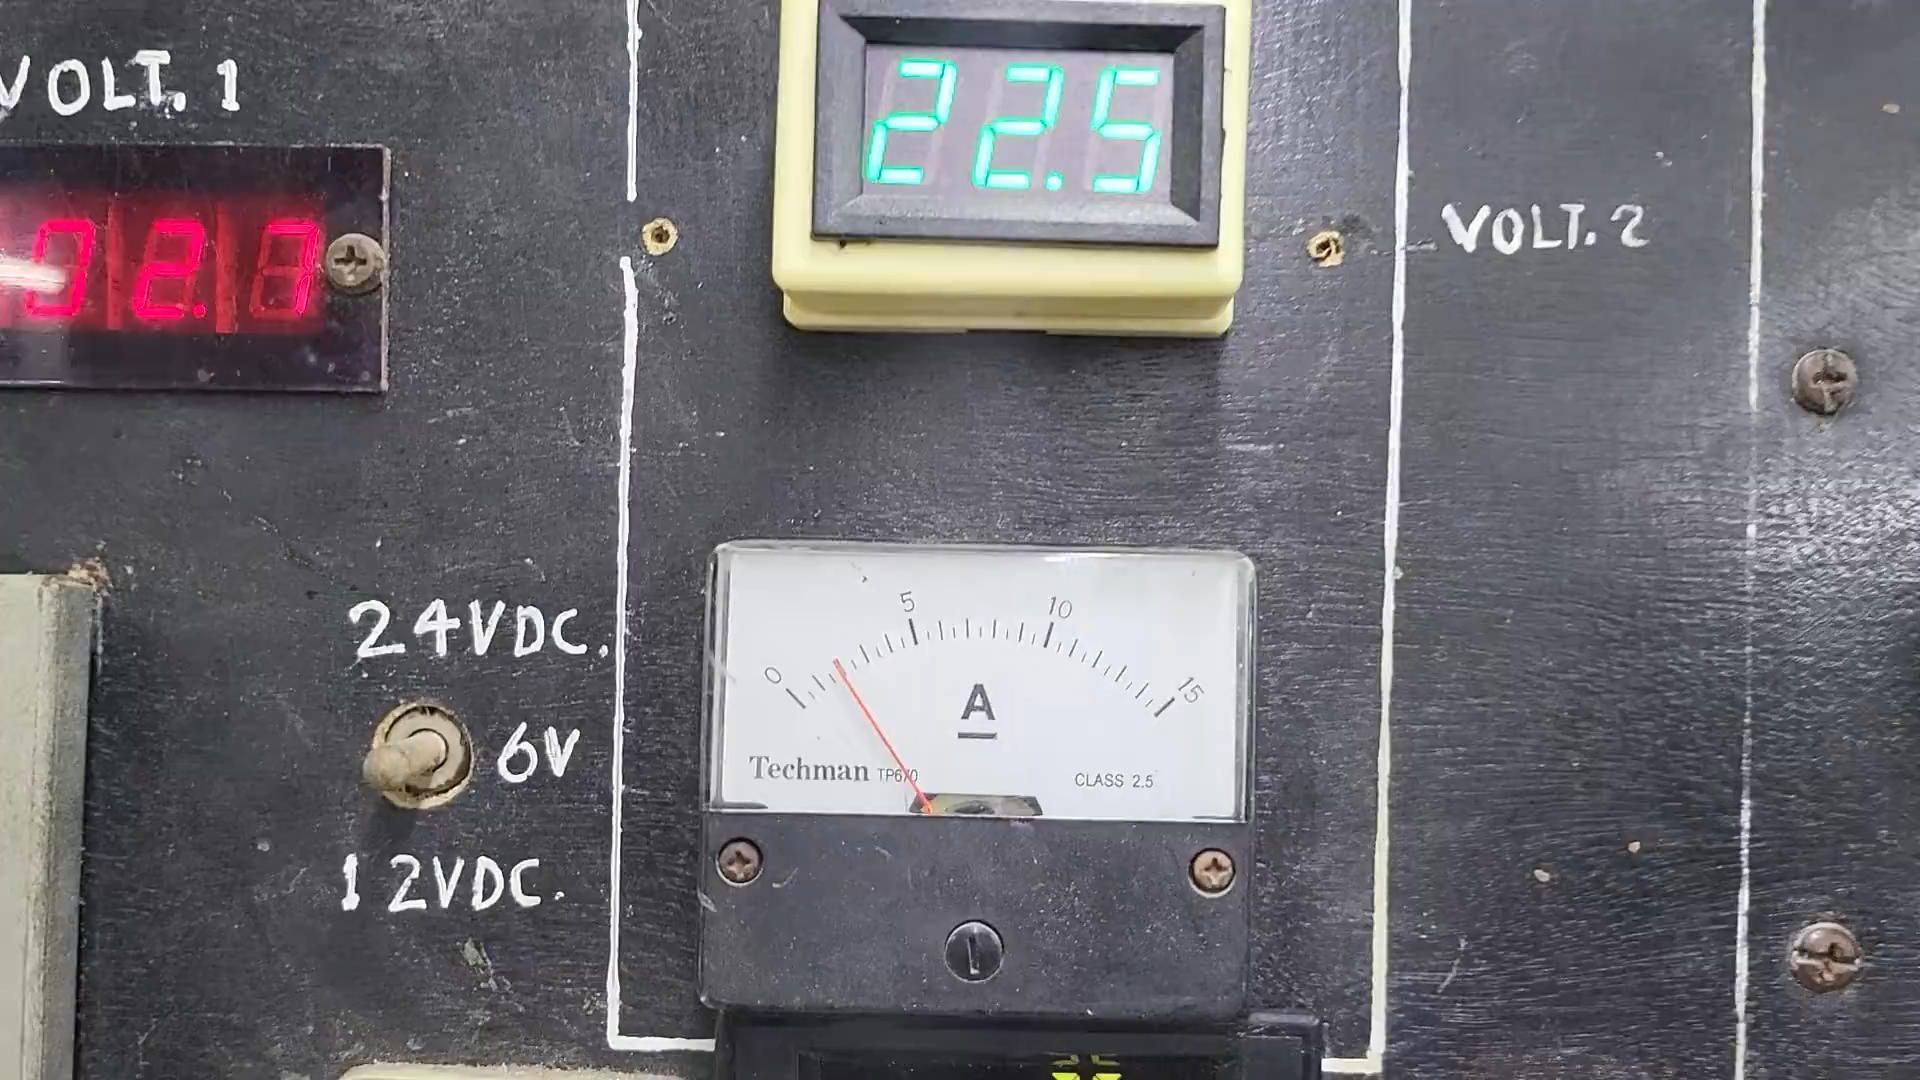 VOLT. 1
22.5
VOLT. 2
24VDC.
6V
12VDC.
0 5 10 15
A
Techman TP670
CLASS 2.5